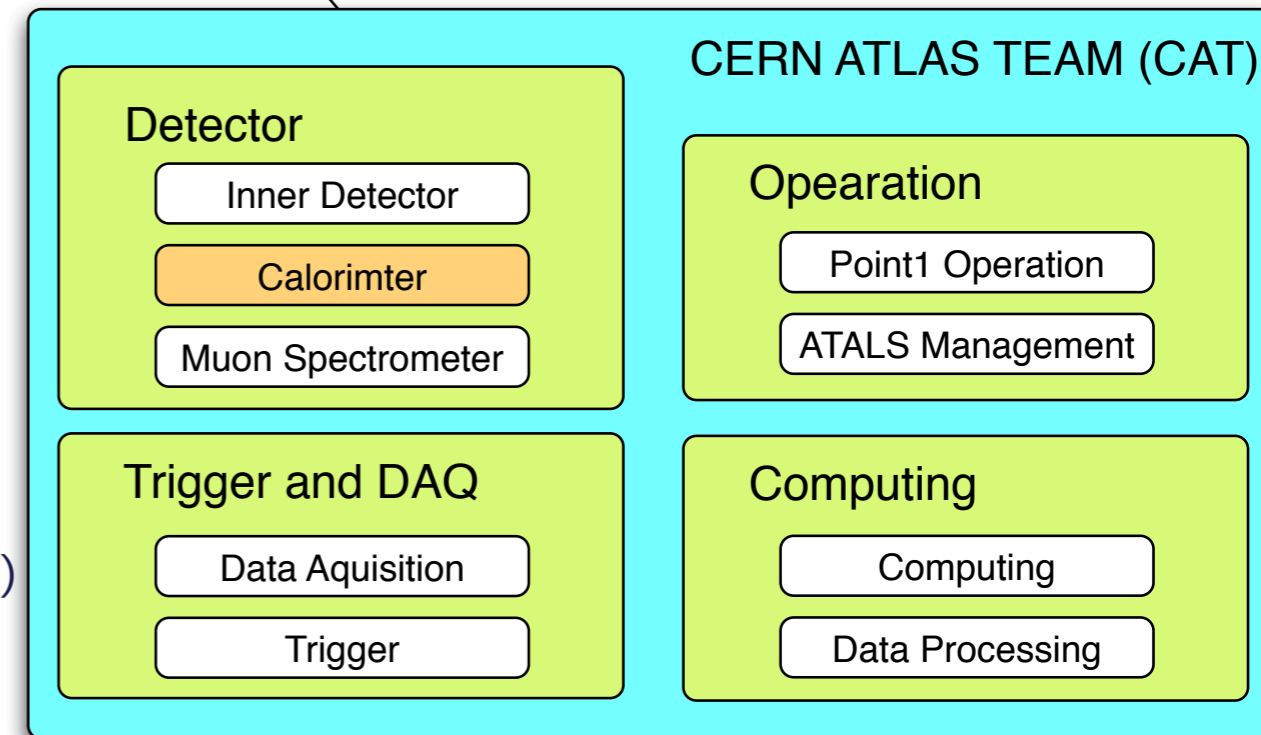 CERN ATLAS TEAM (CAT)
Detector
Inner Detector
Calorimter
Muon Spectrometer
Opearation
Point1 Operation
ATALS Management
Trigger and DAQ
Data Aquisition
Trigger
Computing
Computing
Data Processing
)